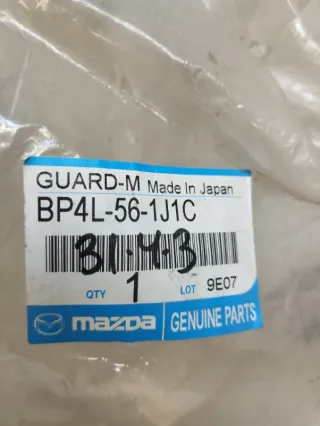 GUARD-M Made In Japan
BP4L-56-1J1C
31.4.3
QTY 1 LOT 9E07
mazda GENUINE PARTS